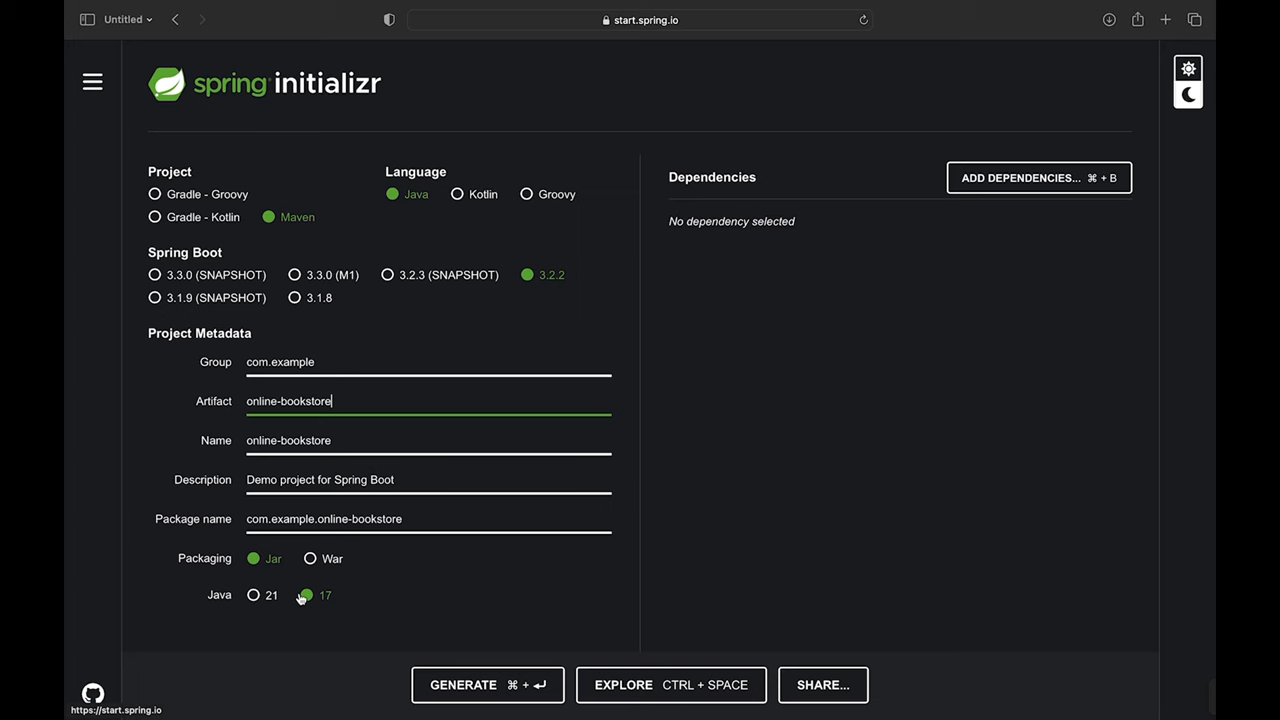 Untitled
start.spring.io
spring initializr
Project
Gradle - Groovy
Gradle - Kotlin
Maven
Language
Java
Kotlin
Groovy
Spring Boot
3.3.0 (SNAPSHOT)
3.3.0 (M1)
3.2.3 (SNAPSHOT)
3.2.2
3.1.9 (SNAPSHOT)
3.1.8
Project Metadata
Group com.example
Artifact online-bookstore
Name online-bookstore
Description Demo project for Spring Boot
Package name com.example.online-bookstore
Packaging Jar War
Java 21 17
Dependencies
ADD DEPENDENCIES... ⌘ + B
No dependency selected
GENERATE ⌘ + ↵
EXPLORE CTRL + SPACE
SHARE...
https://start.spring.io